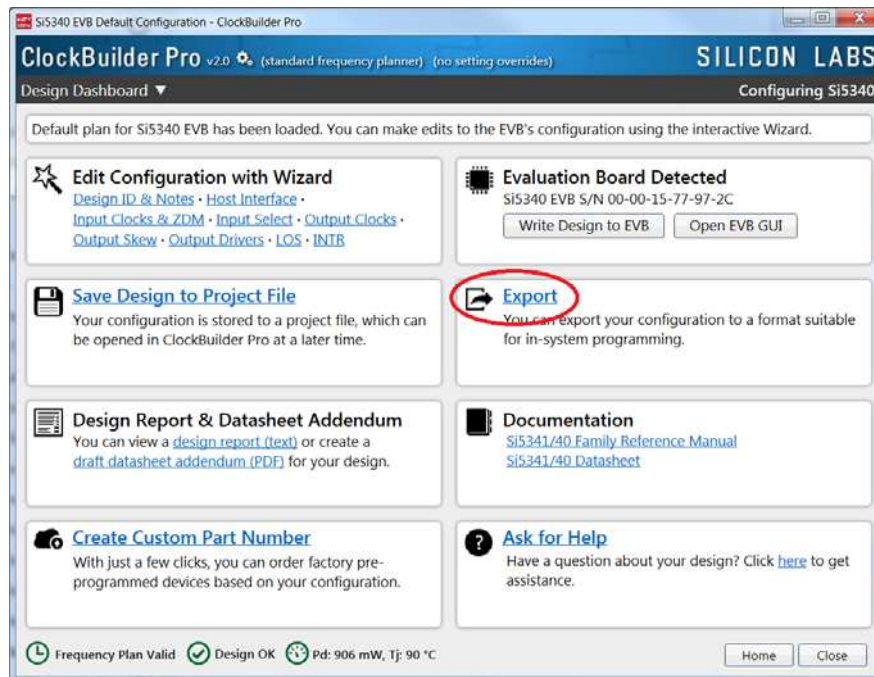 Si5340 EVB Default Configuration - ClockBuilder Pro
ClockBuilder Pro v2.0 (standard frequency planner) (no setting overrides)
SILICON LABS
Design Dashboard ▼
Configuring Si5340
Default plan for Si5340 EVB has been loaded. You can make edits to the EVB's configuration using the interactive Wizard.
Edit Configuration with Wizard
Design ID & Notes · Host Interface ·
Input Clocks & ZDM · Input Select · Output Clocks ·
Output Skew · Output Drivers · LOS · INTR
Evaluation Board Detected
Si5340 EVB S/N 00-00-15-77-97-2C
Write Design to EVB
Open EVB GUI
Save Design to Project File
Your configuration is stored to a project file, which can
be opened in ClockBuilder Pro at a later time.
Export
You can export your configuration to a format suitable
for in-system programming.
Design Report & Datasheet Addendum
You can view a design report (text) or create a
draft datasheet addendum (PDF) for your design.
Documentation
Si5341/40 Family Reference Manual
Si5341/40 Datasheet
Create Custom Part Number
With just a few clicks, you can order factory pre-
programmed devices based on your configuration.
Ask for Help
Have a question about your design? Click here to get
assistance.
Frequency Plan Valid
Design OK
Pd: 906 mW, Tj: 90 °C
Home
Close